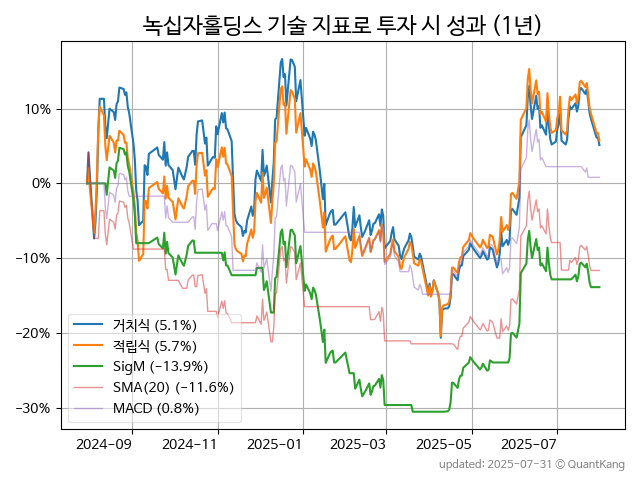 녹십자홀딩스 기술 지표로 투자 시 성과 (1년)
10%
0%
−10%
−20%
−30%
거치식 (5.1%)
적립식 (5.7%)
SigM (−13.9%)
SMA(20) (−11.6%)
MACD (0.8%)
2024-09
2024-11
2025-01
2025-03
2025-05
2025-07
updated: 2025-07-31 © QuantKang